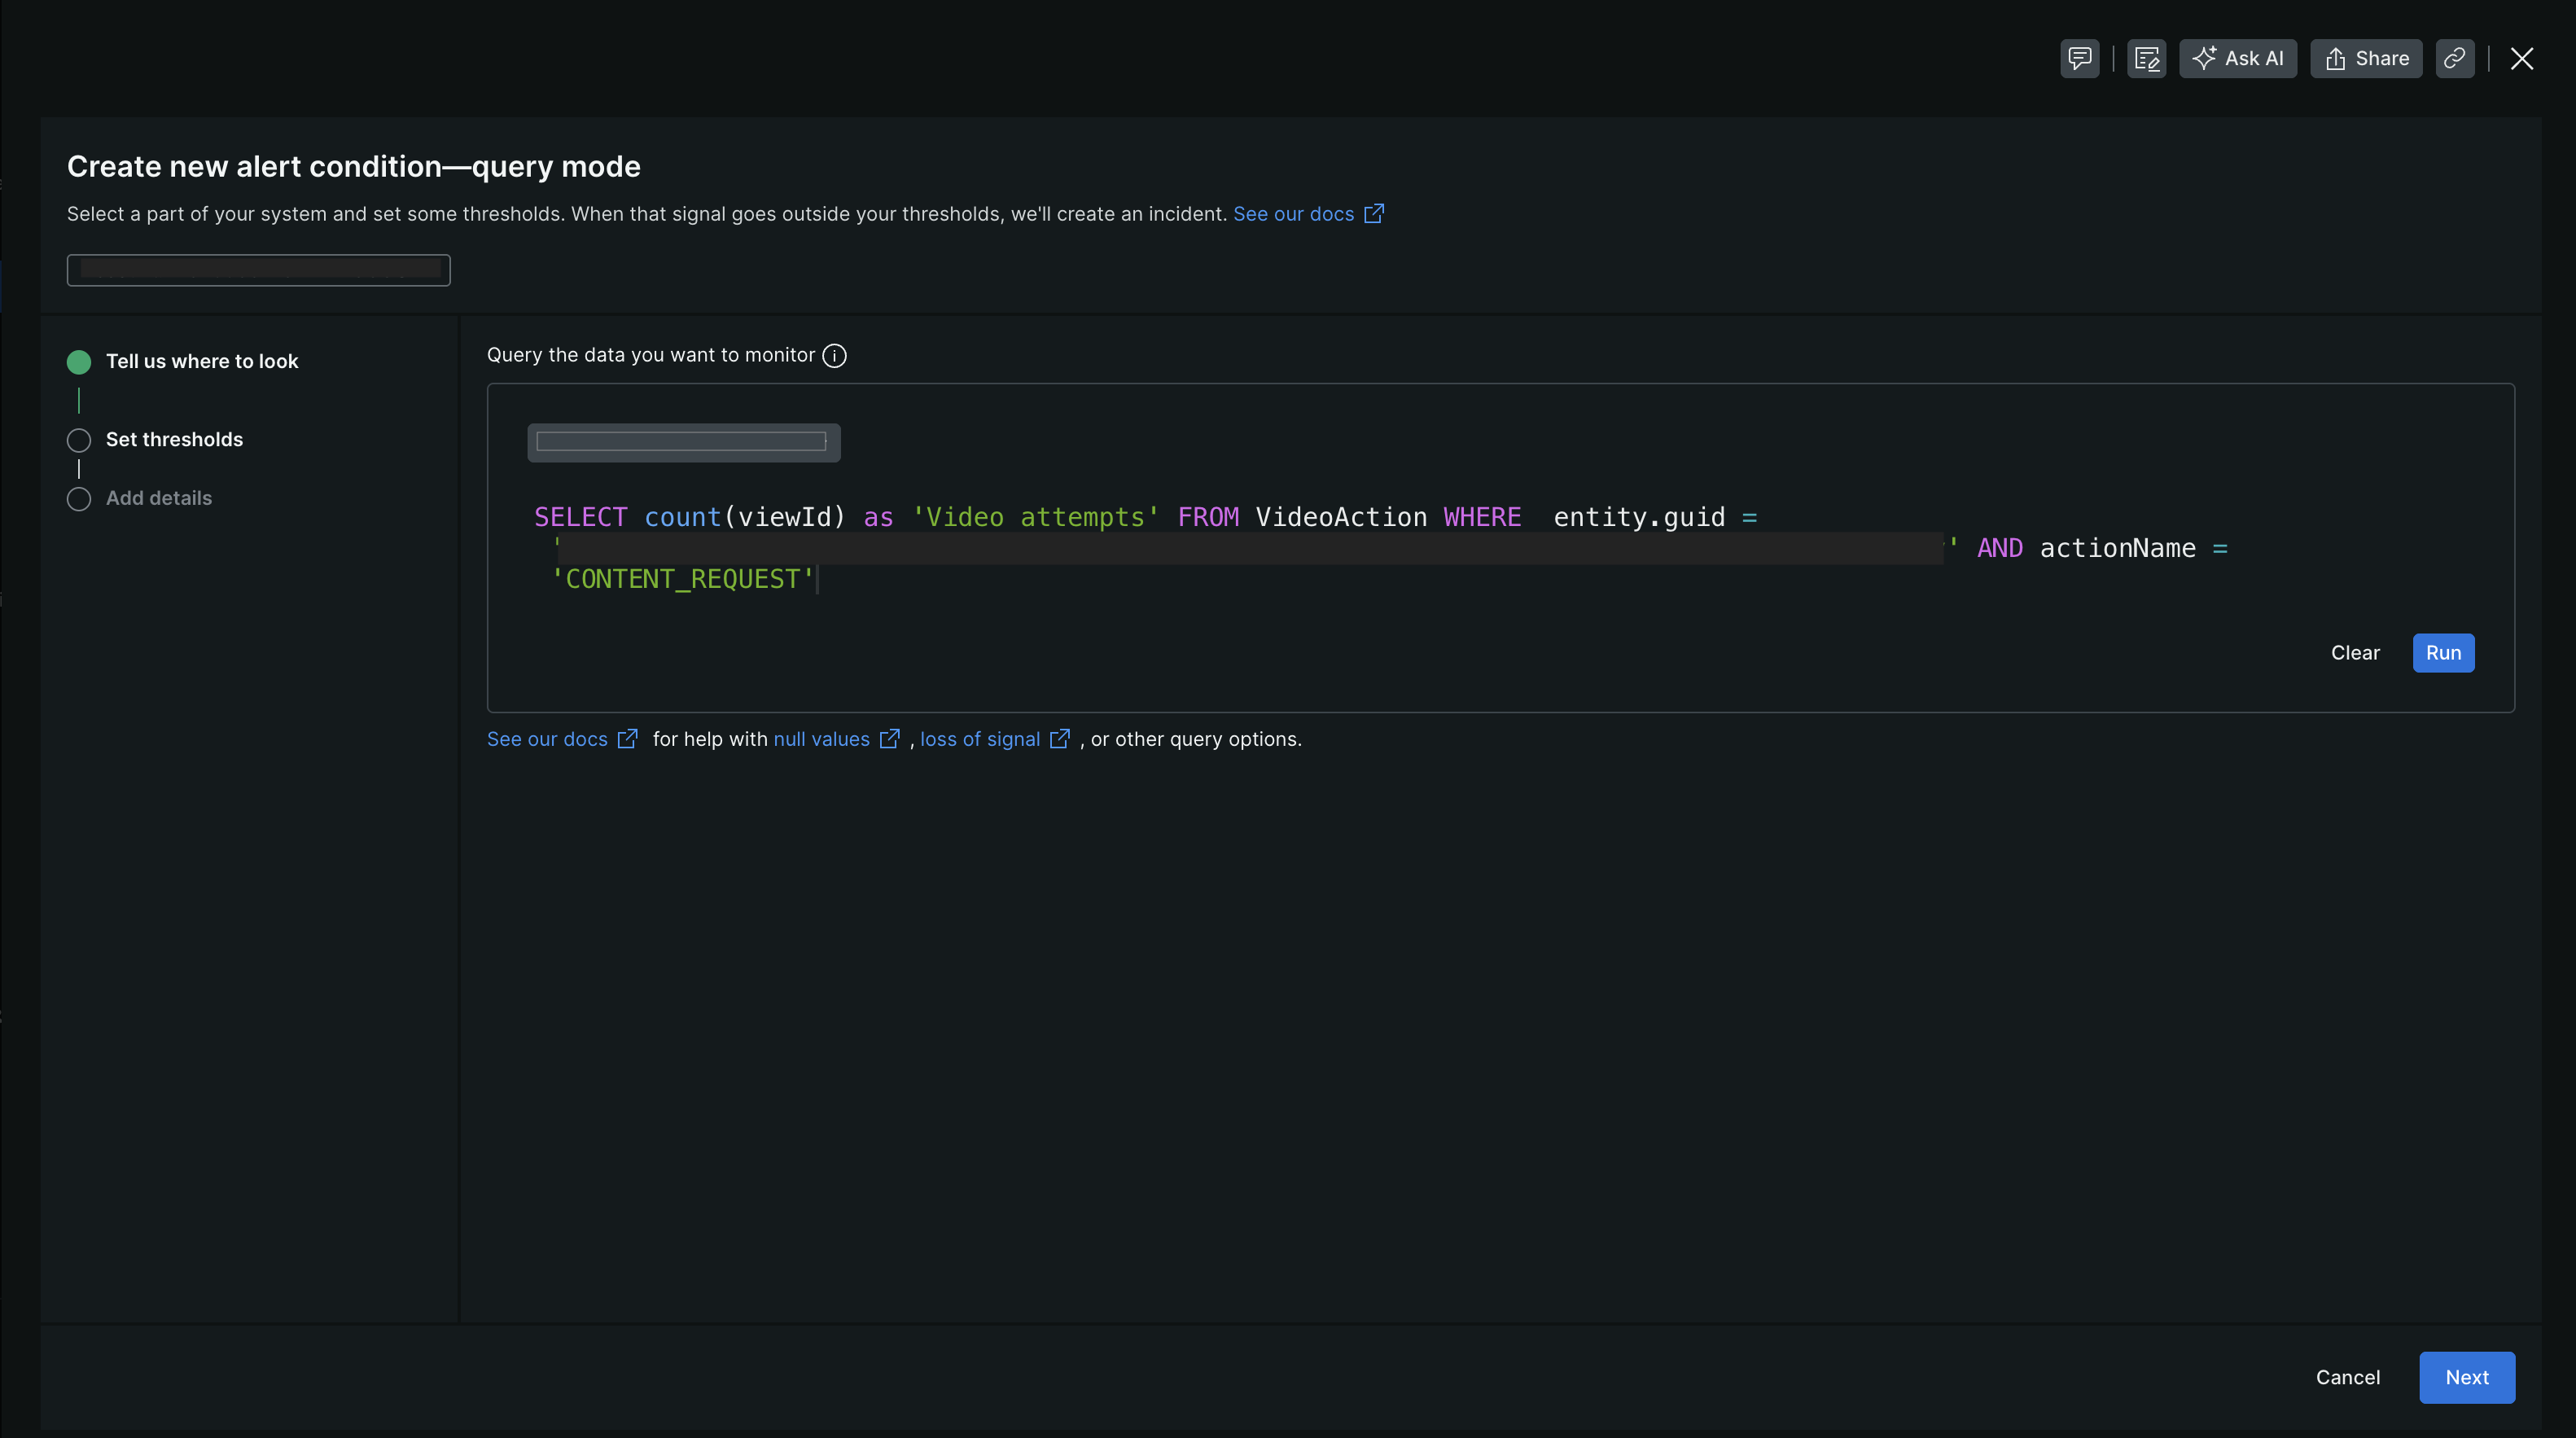 Ask AI
Share
Create new alert condition—query mode
Select a part of your system and set some thresholds. When that signal goes outside your thresholds, we'll create an incident. See our docs
Tell us where to look
Set thresholds
Add details
Query the data you want to monitor
SELECT count(viewId) as 'Video attempts' FROM VideoAction WHERE  entity.guid =
' ' AND actionName =
'CONTENT_REQUEST'
Clear
Run
See our docs for help with null values , loss of signal , or other query options.
Cancel
Next